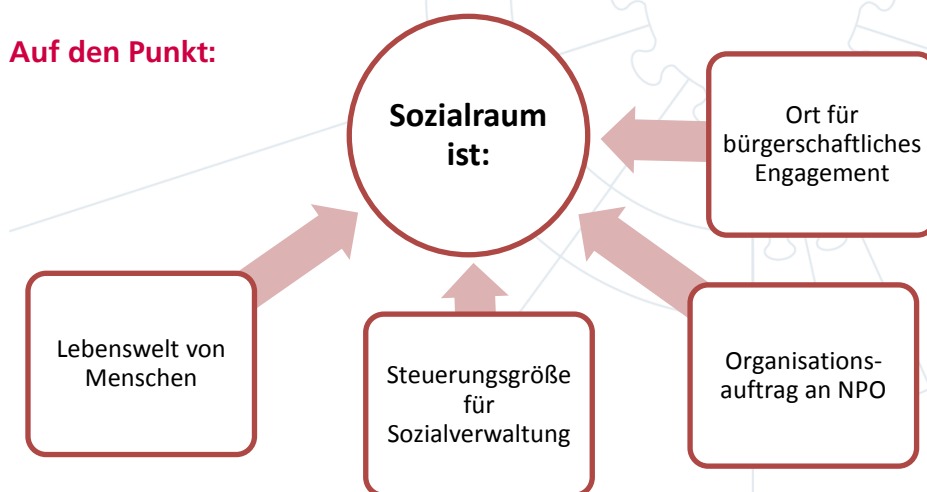 Auf den Punkt:
Sozialraum
ist:
Ort für
bürgerschaftliches
Engagement
Lebenswelt von
Menschen
Steuerungsgröße
für
Sozialverwaltung
Organisations-
auftrag an NPO